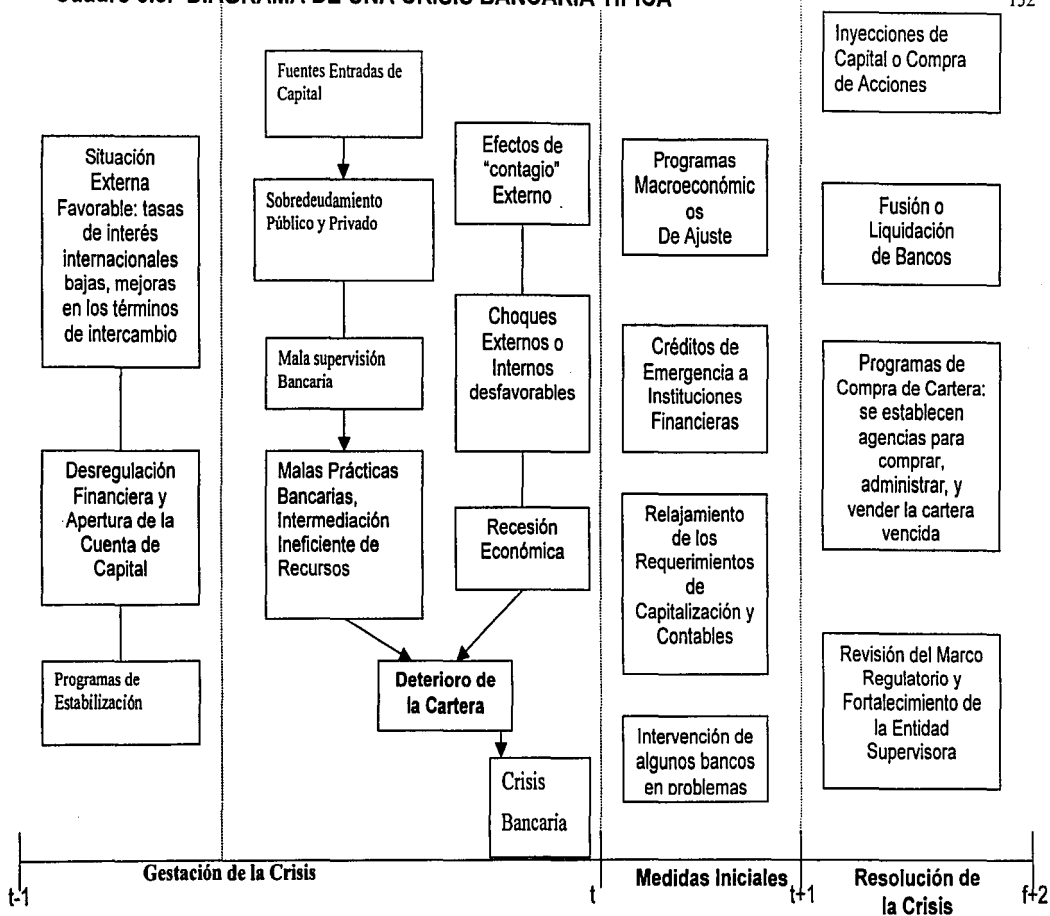 Cuadro 3.3. DIAGRAMA DE UNA CRISIS BANCARIA TIPICA
152
Situación
Externa
Favorable: tasas
de interés
internacionales
bajas, mejoras
en los términos
de intercambio
Desregulación
Financiera y
Apertura de la
Cuenta de
Capital
Programas de
Estabilización
Fuentes Entradas de
Capital
Sobredeudamiento
Público y Privado
Mala supervisión
Bancaria
Malas Prácticas
Bancarias,
Intermediación
Ineficiente de
Recursos
Efectos de
"contagio"
Externo
Choques
Externos o
Internos
desfavorables
Recesión
Económica
Deterioro de
la Cartera
Crisis
Bancaria
Programas
Macroeconómic
os
De Ajuste
Créditos de
Emergencia a
Instituciones
Financieras
Relajamiento
de los
Requerimientos
de
Capitalización y
Contables
Intervención de
algunos bancos
en problemas
Inyecciones de
Capital o Compra
de Acciones
Fusión o
Liquidación
de Bancos
Programas de
Compra de Cartera:
se establecen
agencias para
comprar,
administrar, y
vender la cartera
vencida
Revisión del Marco
Regulatorio y
Fortalecimiento de
la Entidad
Supervisora
t-1
Gestación de la Crisis
t
Medidas Iniciales
t+1
Resolución de
la Crisis
f+2